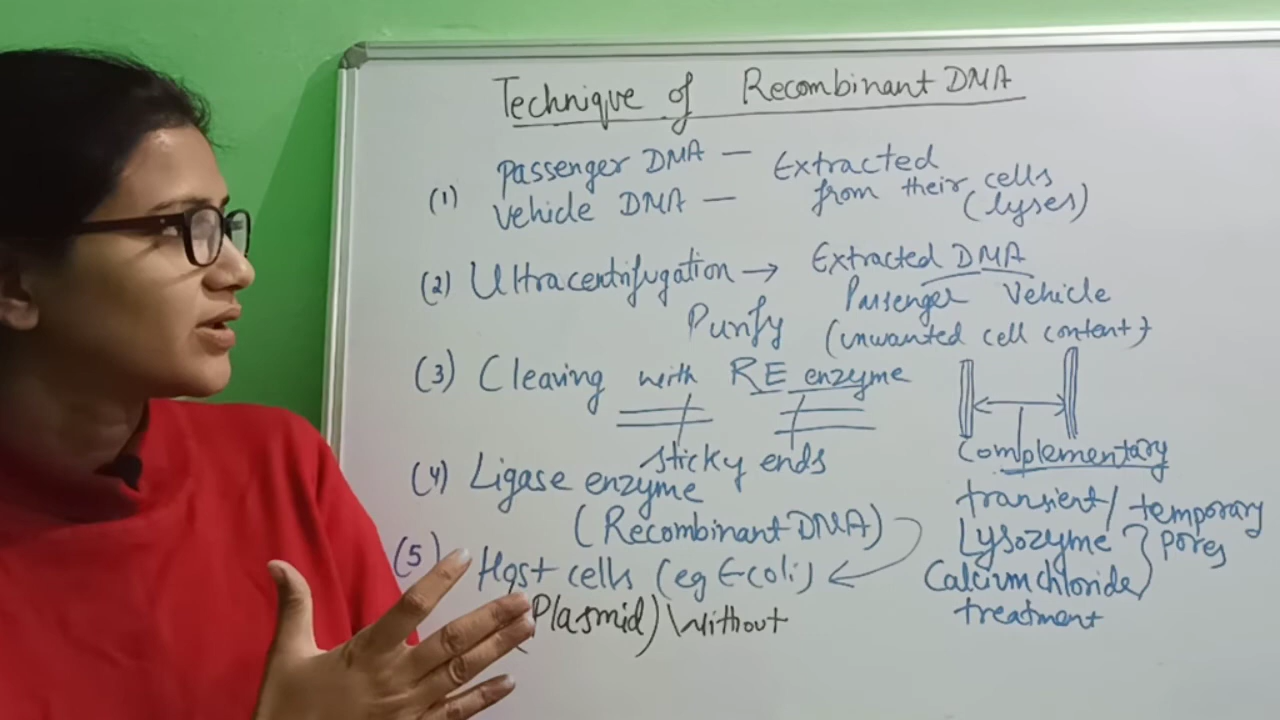 Technique of Recombinant DNA
(1) Passenger DNA — Extracted
Vehicle DNA — from their cells
(lyses)
(2) Ultracentrifugation → Extracted DNA
Passenger Vehicle
Purify (unwanted cell content)
(3) Cleaving with RE enzyme
sticky ends
Complementary
(4) Ligase enzyme
(Recombinant DNA)
transient/temporary
Lysozyme } pores
Calcium chloride
treatment
(5) Host cells (eg E-coli)
(Plasmid) without